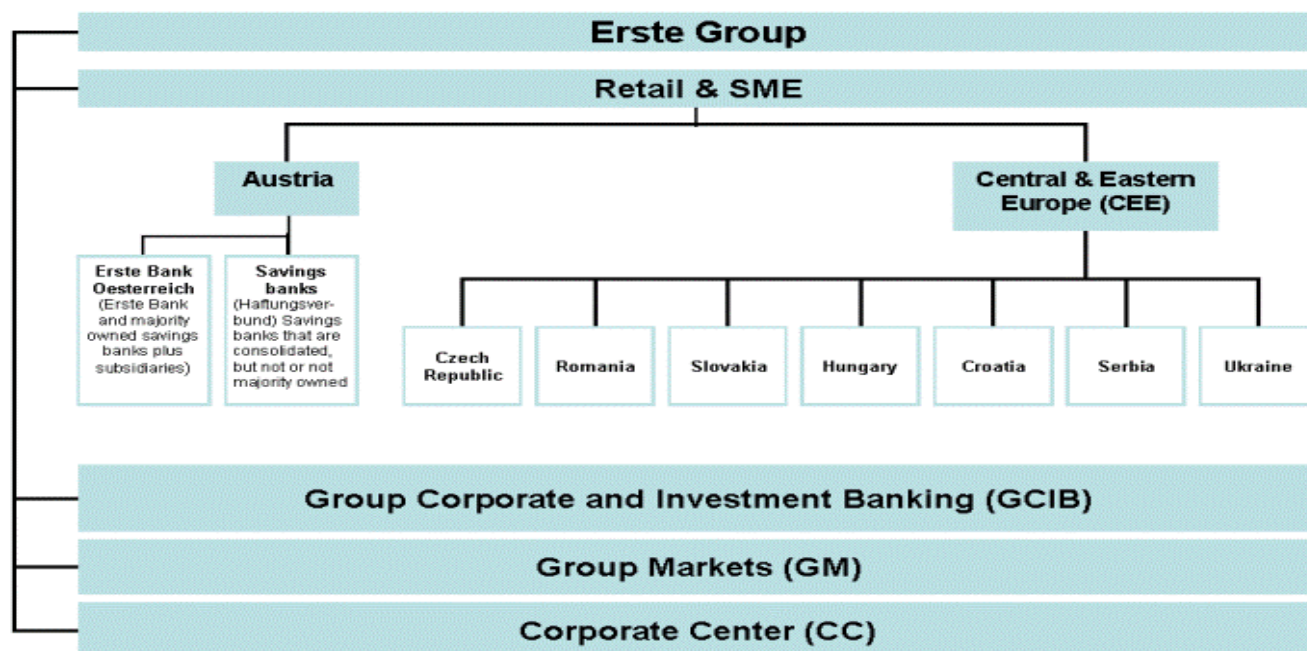 Erste Group
Retail & SME
Austria
Central & Eastern
Europe (CEE)
Erste Bank
Oesterreich
(Erste Bank
and majority
owned savings
banks plus
subsidiaries)
Savings
banks
(Haftungsver-
bund) Savings
banks that are
consolidated,
but not or not
majority owned
Czech
Republic
Romania
Slovakia
Hungary
Croatia
Serbia
Ukraine
Group Corporate and Investment Banking (GCIB)
Group Markets (GM)
Corporate Center (CC)